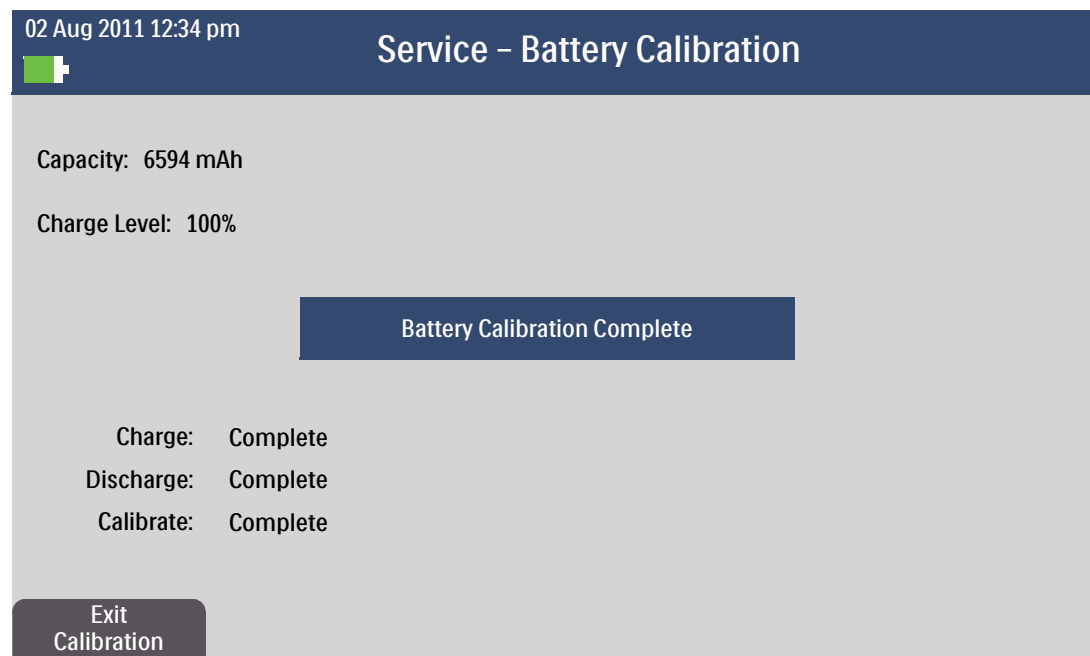 02 Aug 2011 12:34 pm
Service – Battery Calibration
Capacity: 6594 mAh
Charge Level: 100%
Battery Calibration Complete
Charge: Complete
Discharge: Complete
Calibrate: Complete
Exit
Calibration